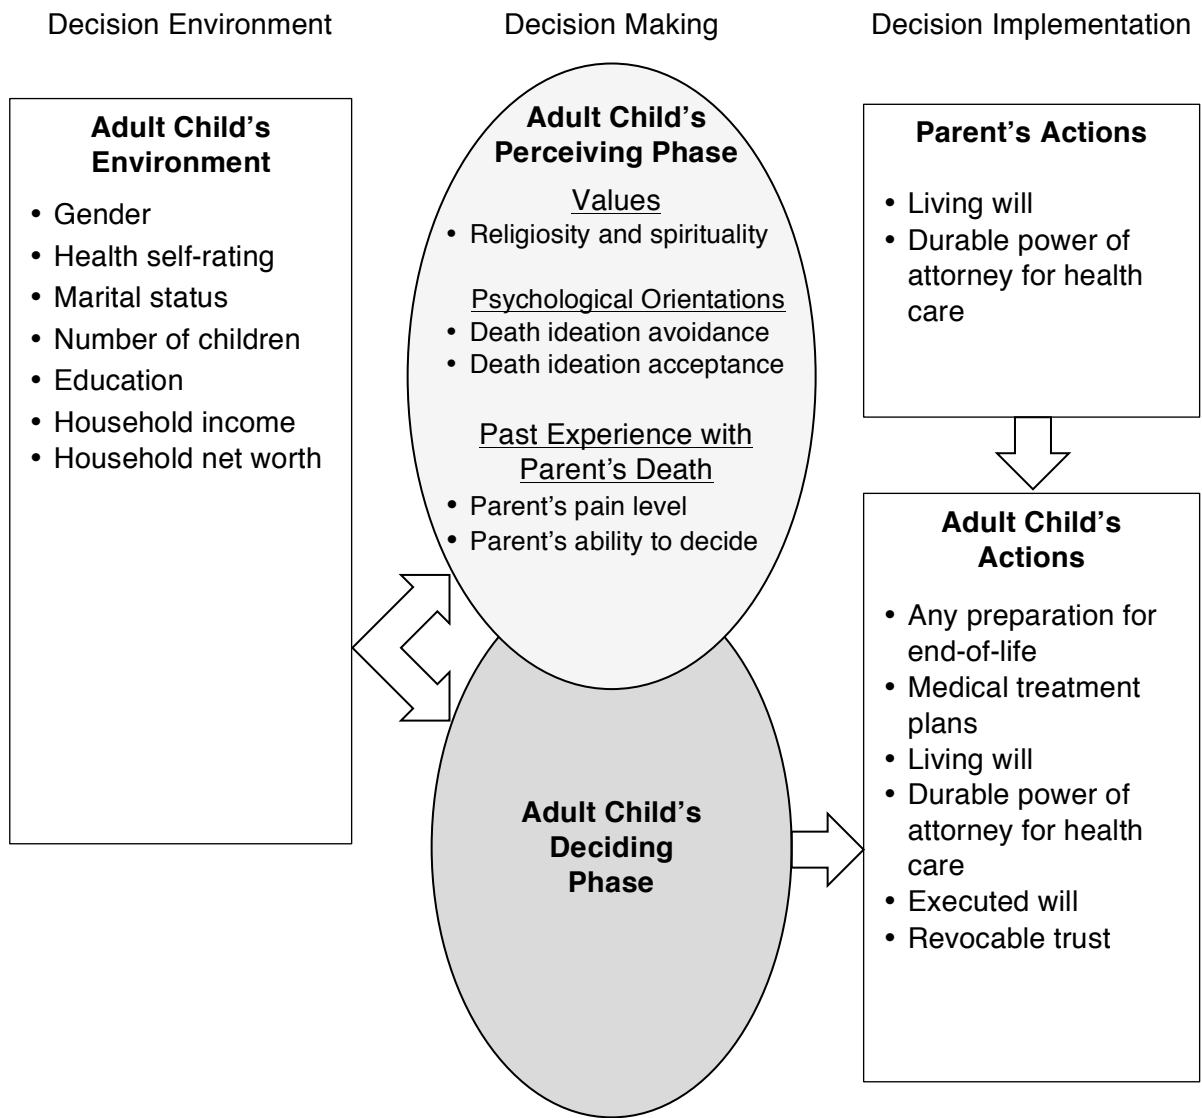 Decision Environment
Decision Making
Decision Implementation
Adult Child's
Environment
• Gender
• Health self-rating
• Marital status
• Number of children
• Education
• Household income
• Household net worth
Adult Child's
Perceiving Phase
Values
• Religiosity and spirituality
Psychological Orientations
• Death ideation avoidance
• Death ideation acceptance
Past Experience with
Parent's Death
• Parent's pain level
• Parent's ability to decide
Adult Child's
Deciding
Phase
Parent's Actions
• Living will
• Durable power of
attorney for health
care
Adult Child's
Actions
• Any preparation for
end-of-life
• Medical treatment
plans
• Living will
• Durable power of
attorney for health
care
• Executed will
• Revocable trust